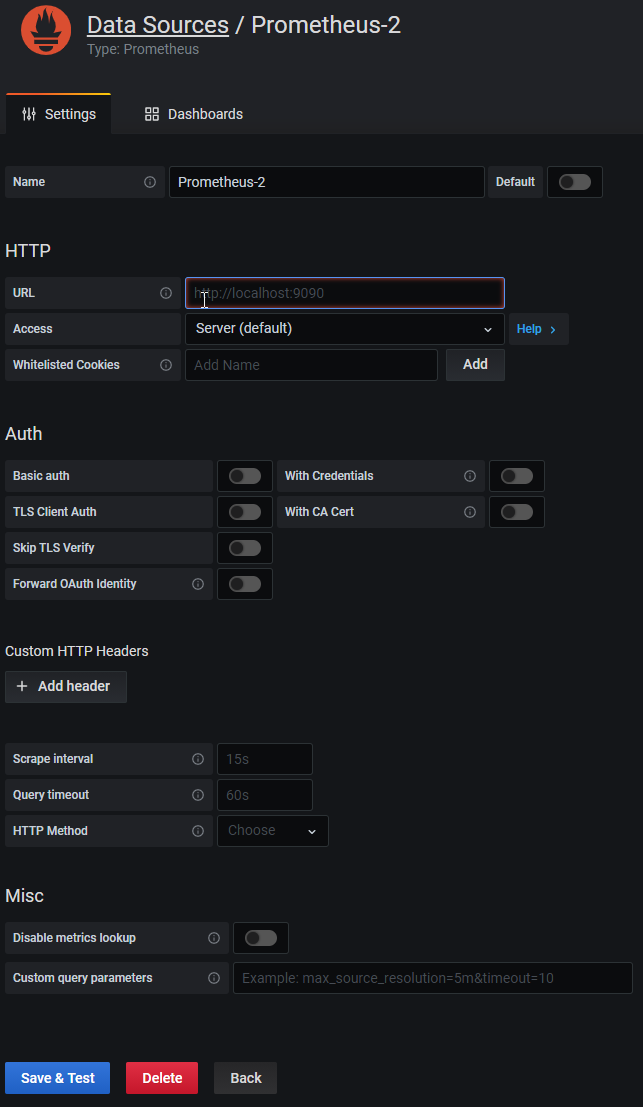 Data Sources / Prometheus-2
Type: Prometheus
Settings
Dashboards
Name
Prometheus-2
Default
HTTP
URL
http://localhost:9090
Access
Server (default)
Help
Whitelisted Cookies
Add Name
Add
Auth
Basic auth
With Credentials
TLS Client Auth
With CA Cert
Skip TLS Verify
Forward OAuth Identity
Custom HTTP Headers
Add header
Scrape interval
15s
Query timeout
60s
HTTP Method
Choose
Misc
Disable metrics lookup
Custom query parameters
Example: max_source_resolution=5m&timeout=10
Save & Test
Delete
Back